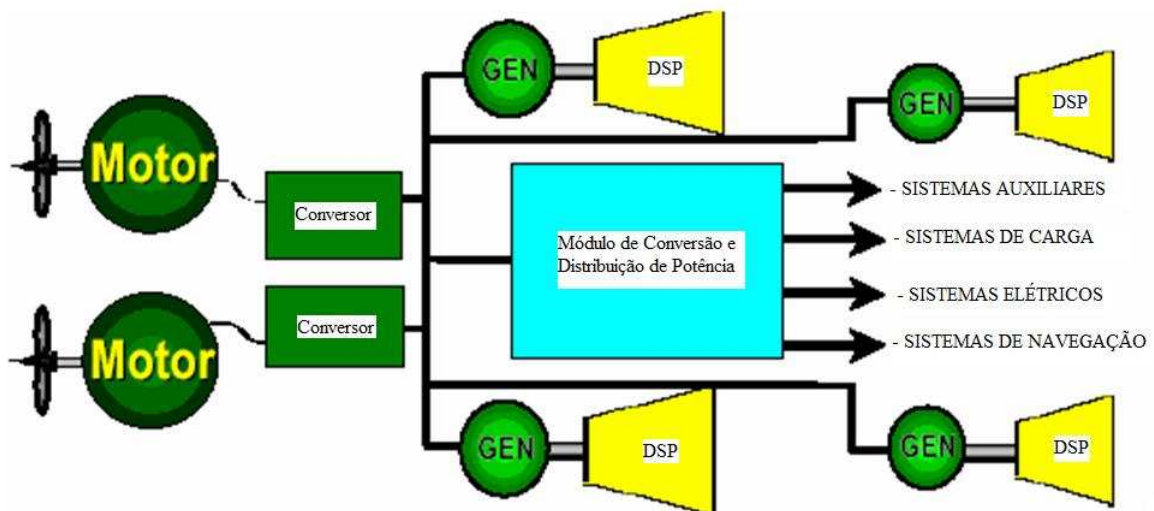 GEN
DSP
GEN
DSP
Motor
Conversor
Módulo de Conversão e
Distribuição de Potência
- SISTEMAS AUXILIARES
- SISTEMAS DE CARGA
- SISTEMAS ELÉTRICOS
- SISTEMAS DE NAVEGAÇÃO
Motor
Conversor
GEN
DSP
GEN
DSP